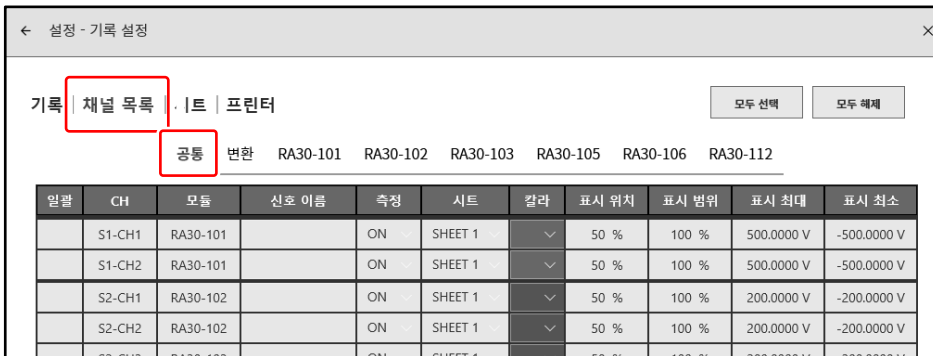 ← 설정 - 기록 설정 ×
기록 | 채널 목록 | 트 | 프린터 모두 선택 모두 해제
공통 변환 RA30-101 RA30-102 RA30-103 RA30-105 RA30-106 RA30-112
일괄 CH 모듈 신호 이름 측정 시트 칼라 표시 위치 표시 범위 표시 최대 표시 최소
S1-CH1 RA30-101 ON SHEET 1 50 % 100 % 500.0000 V -500.0000 V
S1-CH2 RA30-101 ON SHEET 1 50 % 100 % 500.0000 V -500.0000 V
S2-CH1 RA30-102 ON SHEET 1 50 % 100 % 200.0000 V -200.0000 V
S2-CH2 RA30-102 ON SHEET 1 50 % 100 % 200.0000 V -200.0000 V